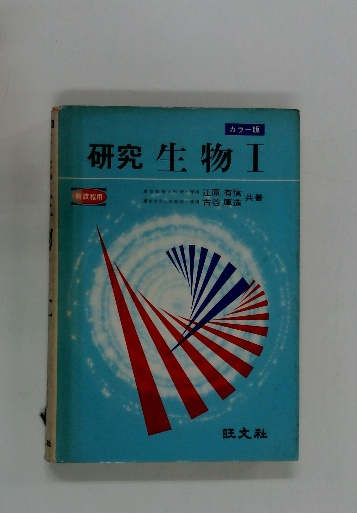 カラー版
研究 生物 I
新課程用
江原 有信
古谷 庫造
共著
旺文社